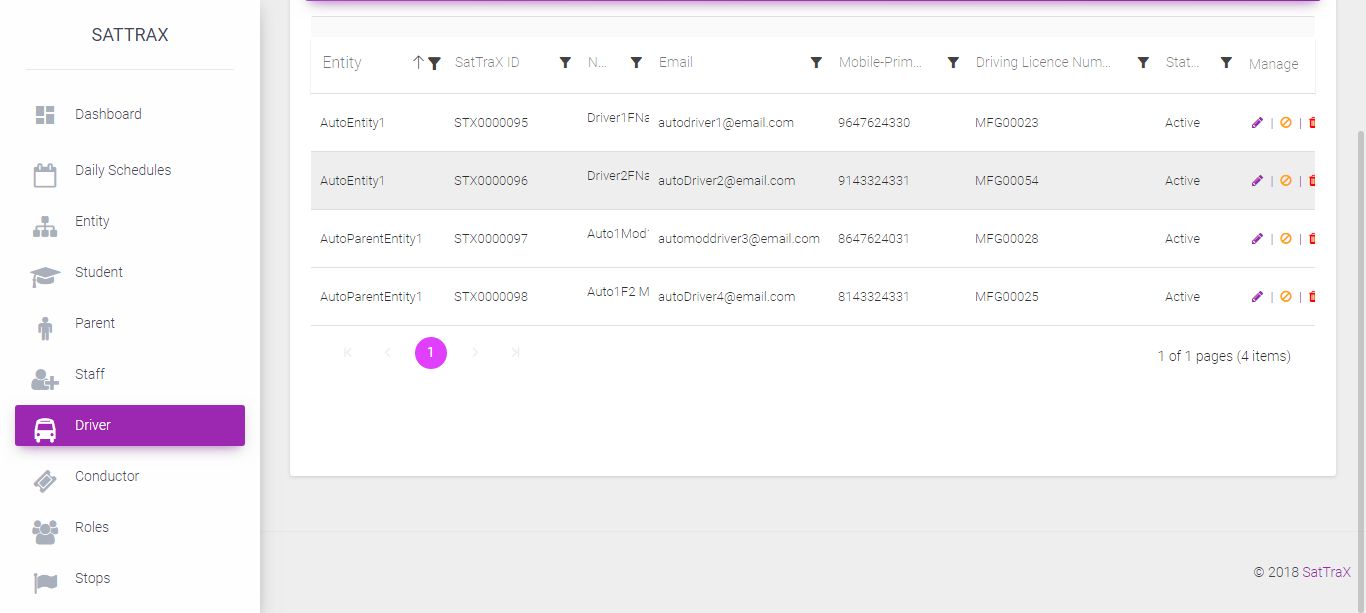 SATTRAX
Dashboard
Daily Schedules
Entity
Student
Parent
Staff
Driver
Conductor
Roles
Stops
Entity SatTraX ID N... Email Mobile-Prim... Driving Licence Num... Stat... Manage
AutoEntity1 STX0000095 Driver1FNa autodriver1@email.com 9647624330 MFG00023 Active | |
AutoEntity1 STX0000096 Driver2FNa autoDriver2@email.com 9143324331 MFG00054 Active | |
AutoParentEntity1 STX0000097 Auto1Mod automoddriver3@email.com 8647624031 MFG00028 Active | |
AutoParentEntity1 STX0000098 Auto1F2 M autoDriver4@email.com 8143324331 MFG00025 Active | |
1
1 of 1 pages (4 items)
© 2018 SatTraX